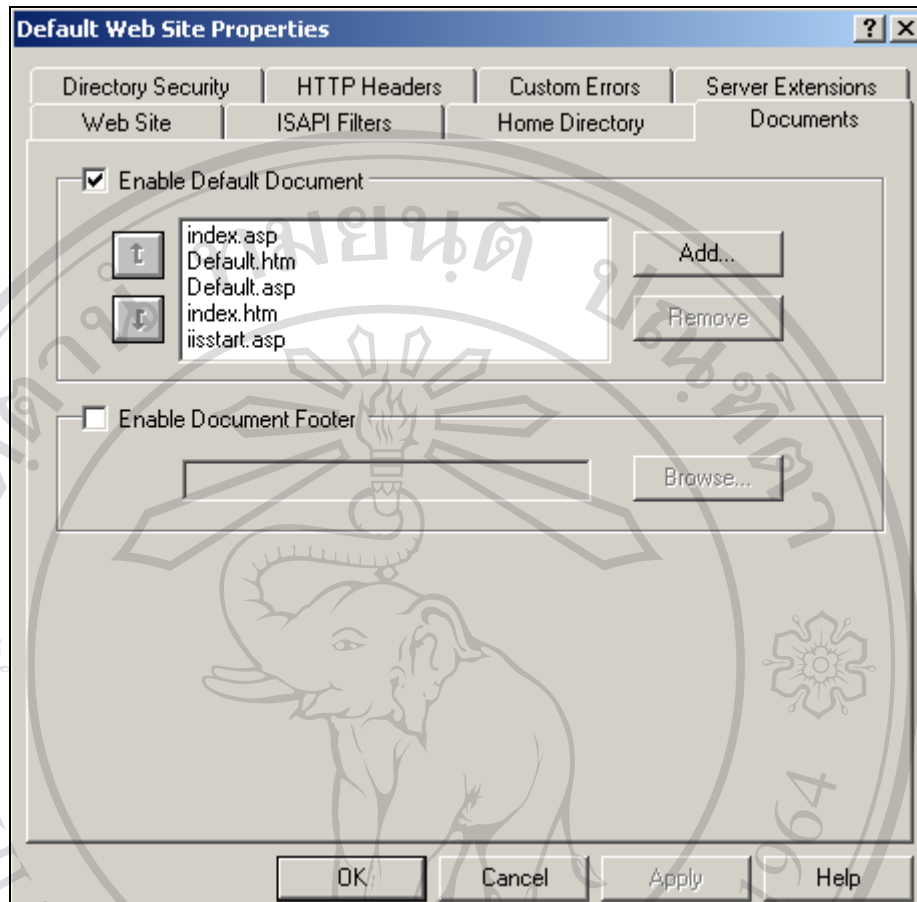 Default Web Site Properties
Directory Security
HTTP Headers
Custom Errors
Server Extensions
Web Site
ISAPI Filters
Home Directory
Documents
Enable Default Document
index.asp
Default.htm
Default.asp
index.htm
iisstart.asp
Add...
Remove
Enable Document Footer
Browse...
OK
Cancel
Apply
Help
1964